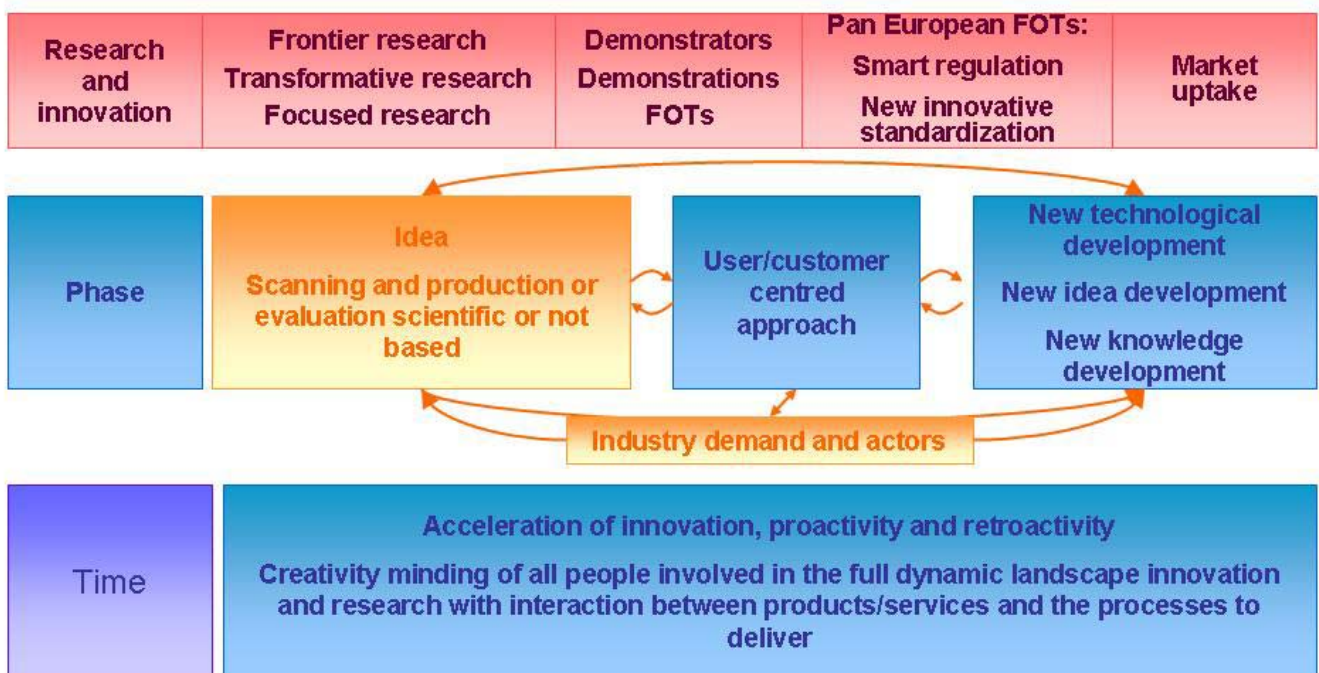 Research
and
innovation
Frontier research
Transformative research
Focused research
Demonstrators
Demonstrations
FOTs
Pan European FOTs:
Smart regulation
New innovative
standardization
Market
uptake
Phase
Idea
Scanning and production or
evaluation scientific or not
based
User/customer
centred
approach
New technological
development
New idea development
New knowledge
development
Industry demand and actors
Time
Acceleration of innovation, proactivity and retroactivity
Creativity minding of all people involved in the full dynamic landscape innovation
and research with interaction between products/services and the processes to
deliver